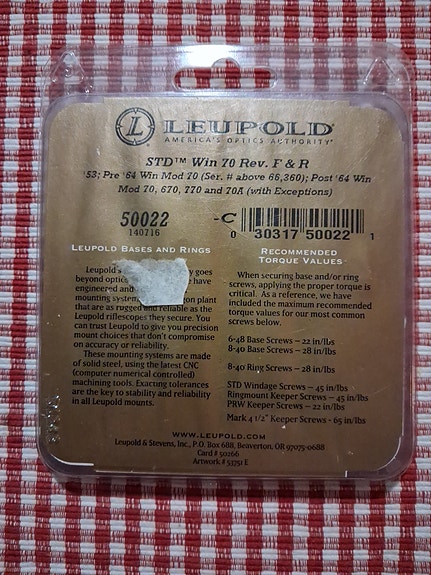 L LEUPOLD®
AMERICA'S OPTICS AUTHORITY®
STD™ Win 70 Rev. F & R
'53; Pre '64 Win Mod 70 (Ser. # above 66,360); Post '64 Win
Mod 70, 670, 770 and 70A (with Exceptions)
50022
140716
-C
0 30317 50022 1
LEUPOLD BASES AND RINGS
Leupold's goes
beyond optics have
engineered and
mounting system plant
that are as rugged and reliable as the
Leupold riflescopes they secure. You
can trust Leupold to give you precision
mount choices that don't compromise
on accuracy or reliability.
These mounting systems are made
of solid steel, using the latest CNC
(computer numerical controlled)
machining tools. Exacting tolerances
are the key to stability and reliability
in all Leupold mounts.
RECOMMENDED
TORQUE VALUES
When securing base and/or ring
screws, applying the proper torque is
critical. As a reference, we have
included the maximum recommended
torque values for our most common
screws below.
6-48 Base Screws – 22 in/lbs
8-40 Base Screws – 28 in/lbs
8-40 Ring Screws – 28 in/lbs
STD Windage Screws – 45 in/lbs
Ringmount Keeper Screws – 45 in/lbs
PRW Keeper Screws – 22 in/lbs
Mark 4 1/2" Keeper Screws - 65 in/lbs
WWW.LEUPOLD.COM
Leupold & Stevens, Inc., P.O. Box 688, Beaverton, OR 97075-0688
Card # 50266
Artwork # 53751 E